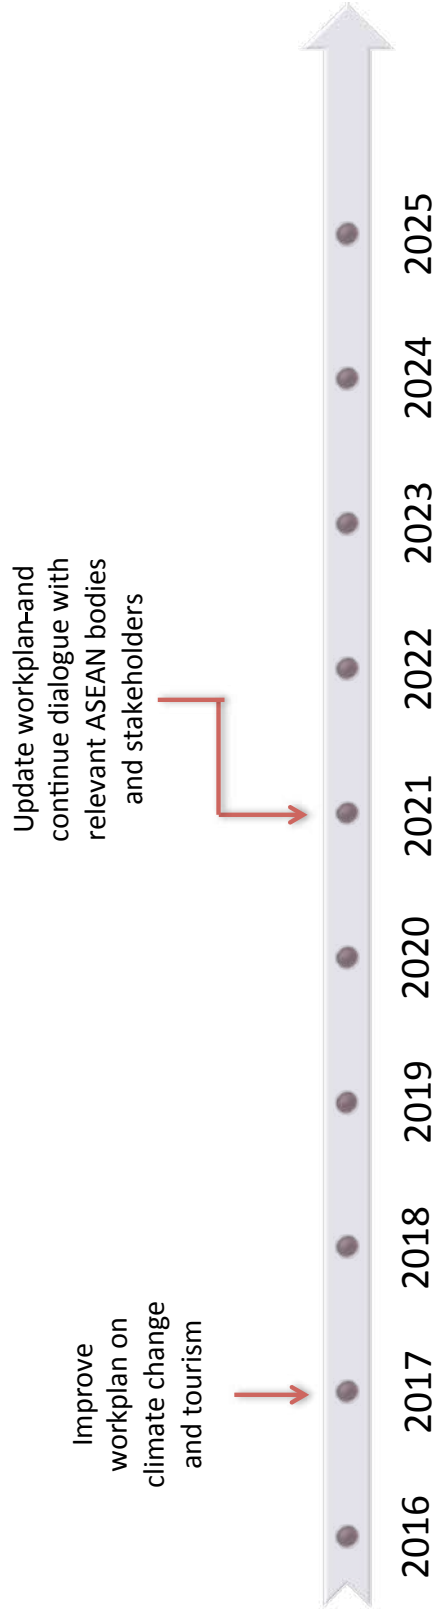 Improve
workplan on
climate change
and tourism
Update workplan and
continue dialogue with
relevant ASEAN bodies
and stakeholders
2016
2017
2018
2019
2020
2021
2022
2023
2024
2025